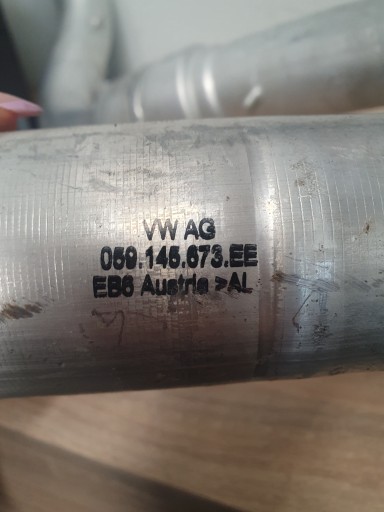 VW AG
059.145.673.EE
EB6 Austria >AL